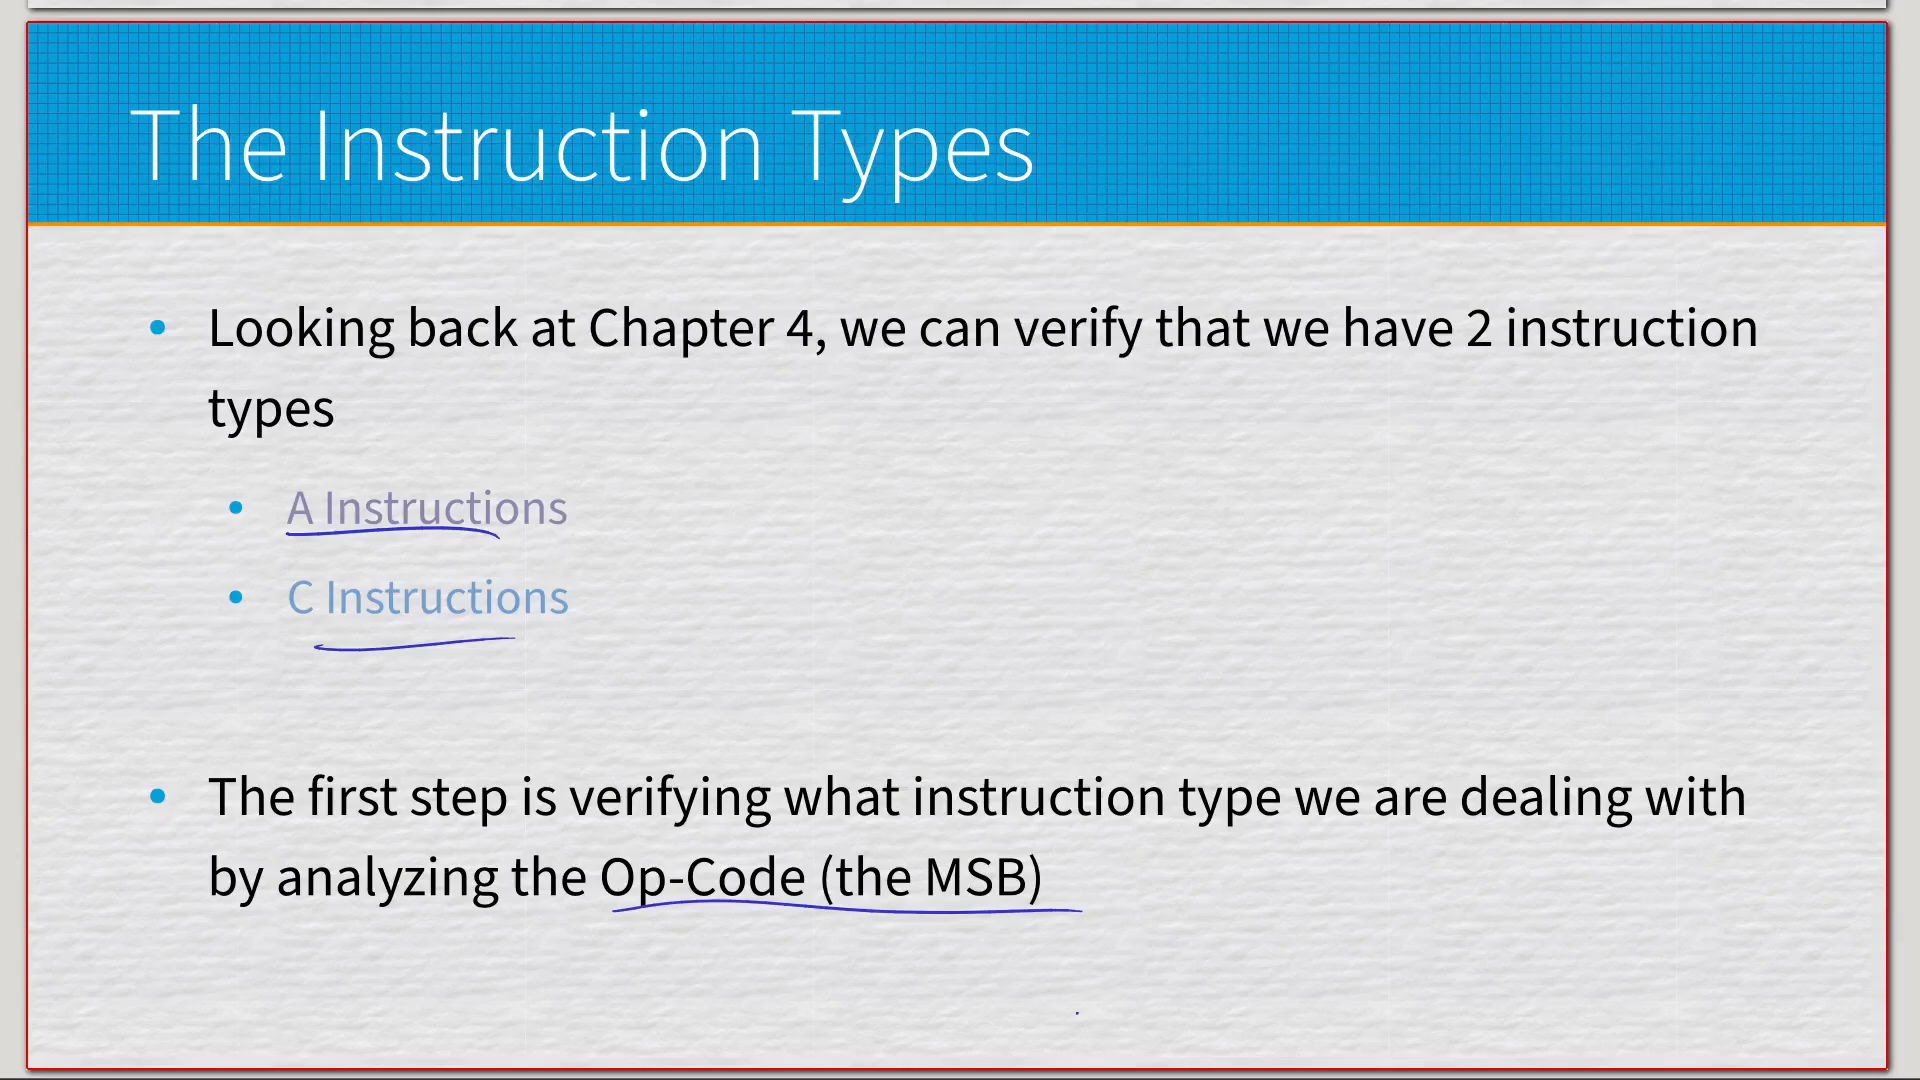 The Instruction Types
• Looking back at Chapter 4, we can verify that we have 2 instruction
types
• A Instructions
• C Instructions
• The first step is verifying what instruction type we are dealing with
by analyzing the Op-Code (the MSB)